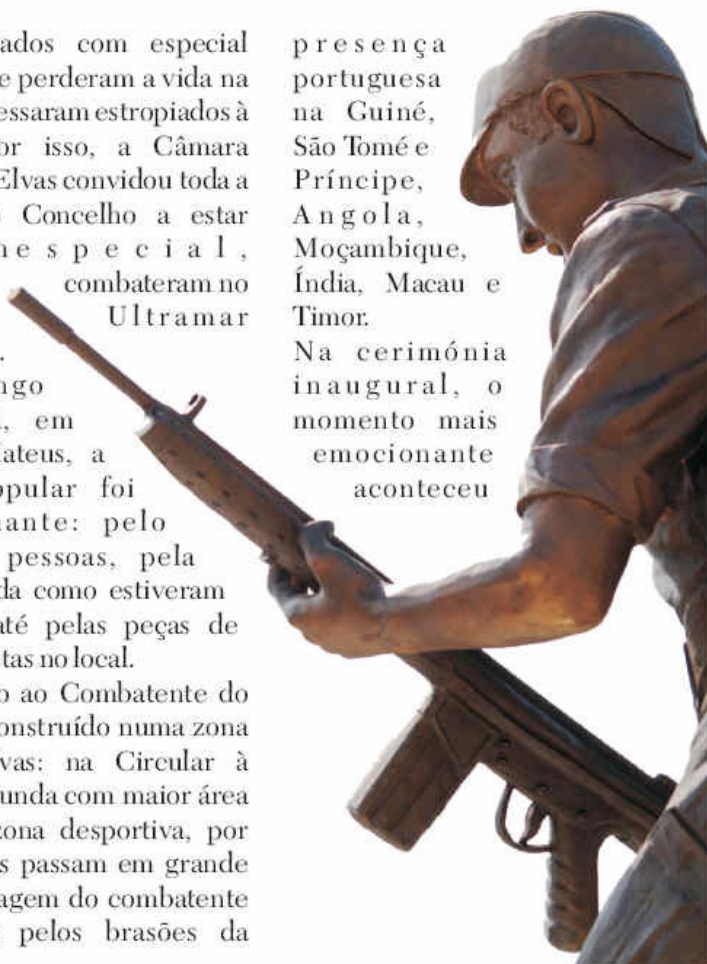 ados com especial
e perderam a vida na
essaram estropiados à
or isso, a Câmara
Elvas convidou toda a
Concelho a estar
e s p e c i a l ,
combateram no
Ultramar
.
ngo
, em
ateus, a
opular foi
ante: pelo
pessoas, pela
da como estiveram
até pelas peças de
tas no local.
o ao Combatente do
onstruído numa zona
vas: na Circular à
unda com maior área
zona desportiva, por
s passam em grande
agem do combatente
pelos brasões da
presença
portuguesa
na Guiné,
São Tomé e
Príncipe,
Angola,
Moçambique,
Índia, Macau e
Timor.
Na cerimónia
inaugural, o
momento mais
emocionante
aconteceu